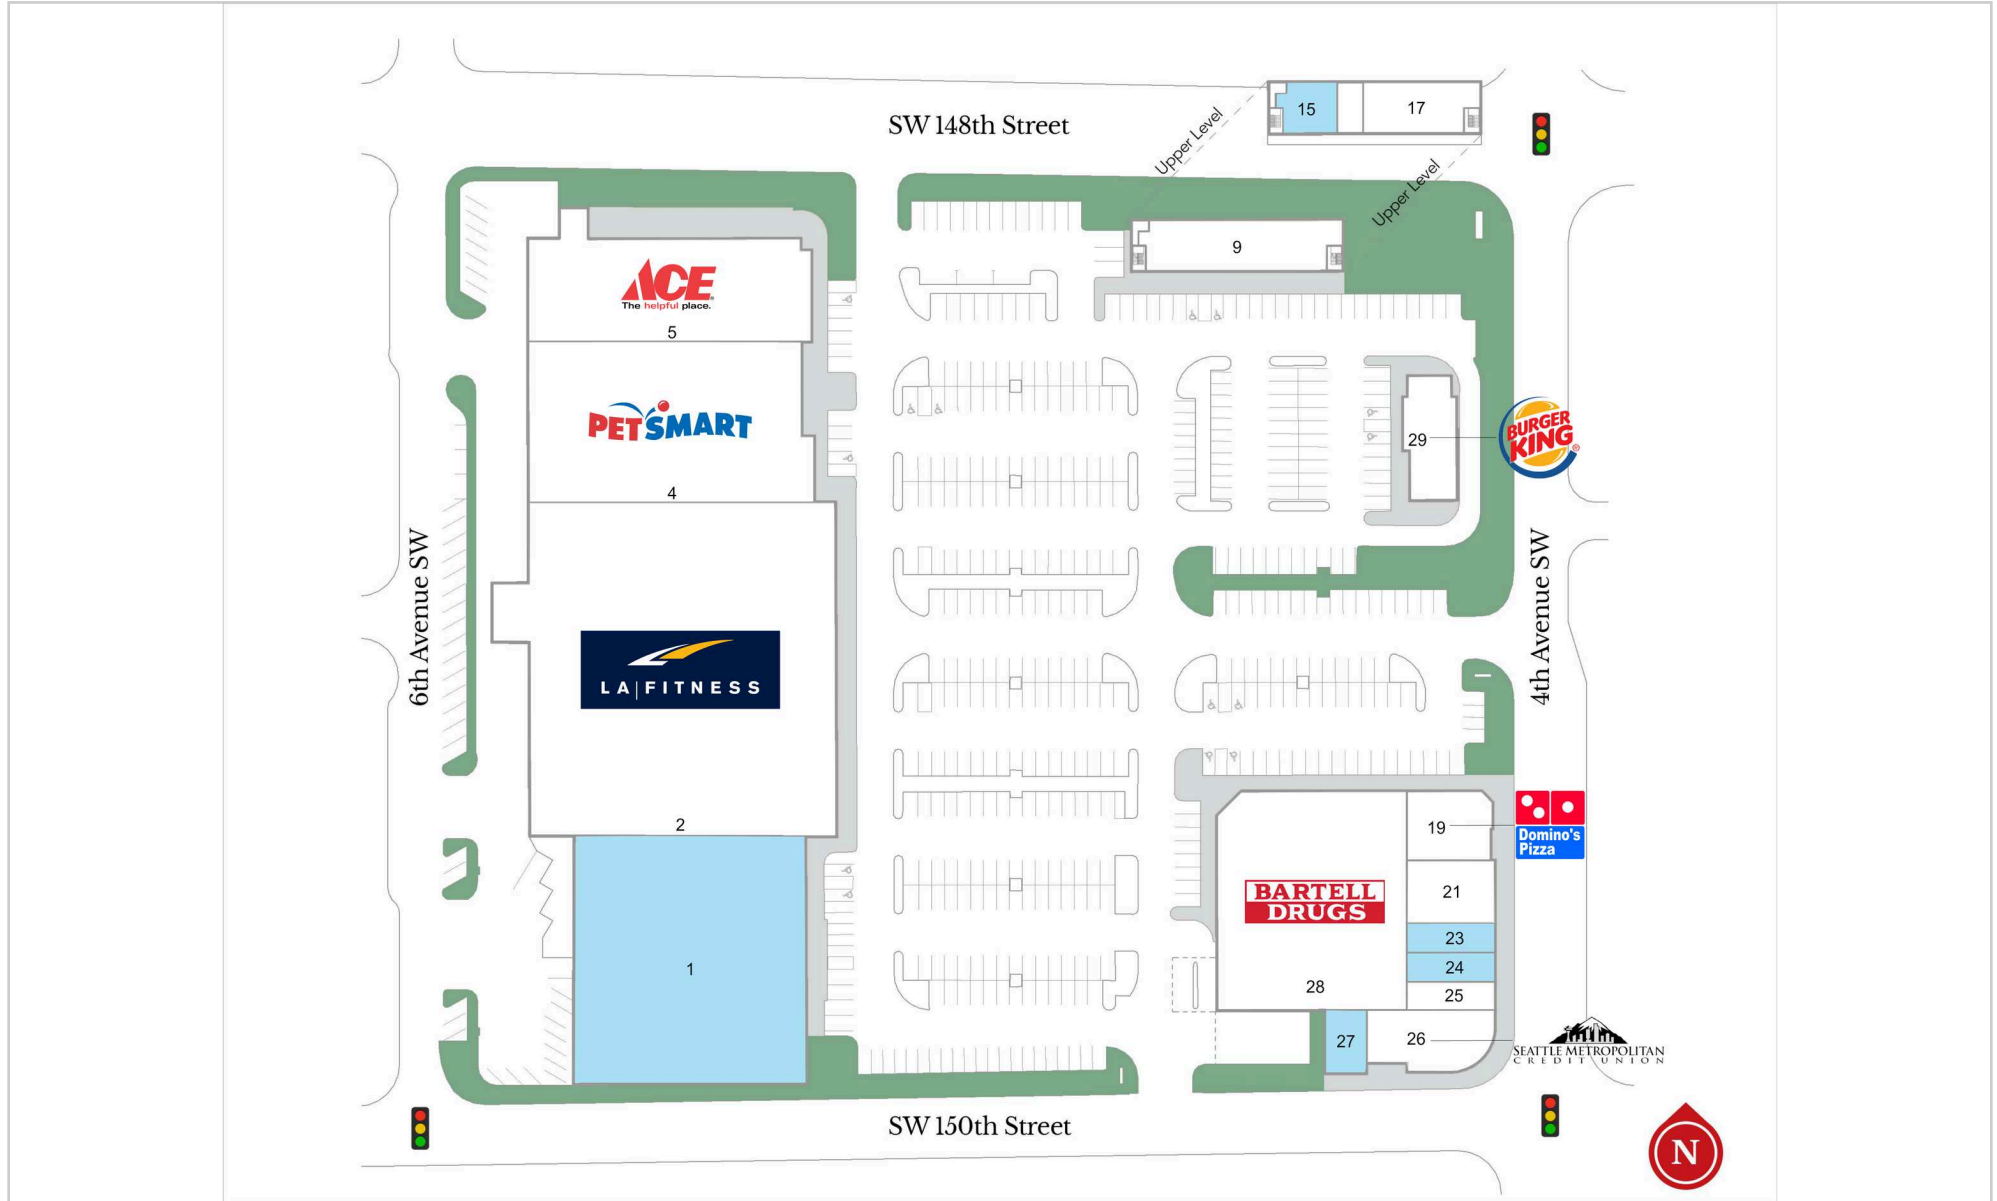 SW 148th Street
15
17
Upper Level
Upper Level
9
ACE
The helpful place.
5
PETSMART
4
29
BURGER
KING
®
6th Avenue SW
4th Avenue SW
LA|FITNESS
2
19
Domino's
Pizza
21
BARTELL
DRUGS
23
24
25
1
28
27
26
SEATTLE METROPOLITAN
CREDIT UNION
SW 150th Street
N